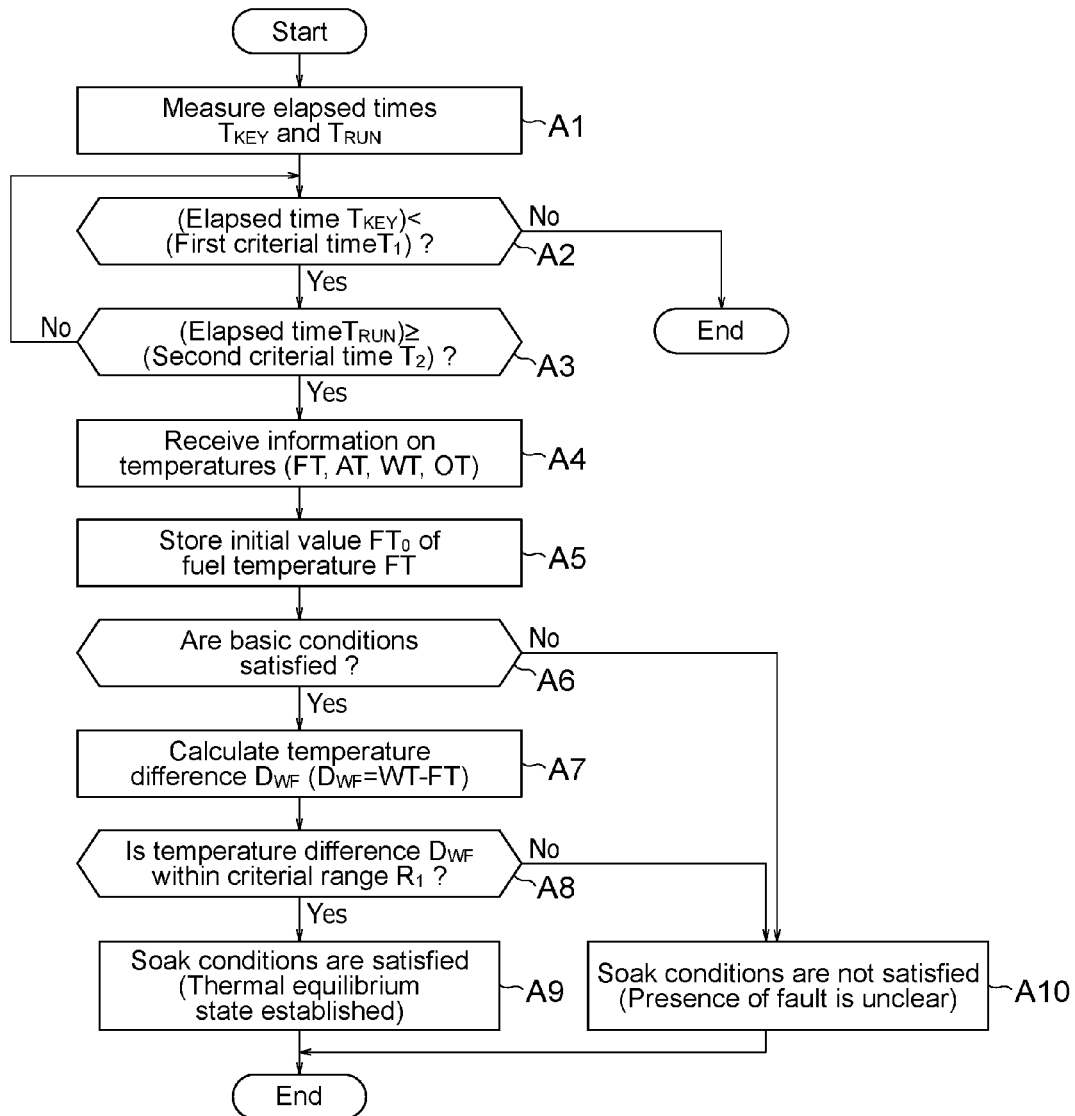 Start
Measure elapsed times
TKEY and TRUN
A1
(Elapsed time TKEY)<
(First criterial timeT1) ?
No
A2
Yes
End
No
(Elapsed timeTRUN)≥
(Second criterial time T2) ?
A3
Yes
Receive information on
temperatures (FT, AT, WT, OT)
A4
Store initial value FT0 of
fuel temperature FT
A5
Are basic conditions
satisfied ?
No
A6
Yes
Calculate temperature
difference DWF (DWF=WT-FT)
A7
Is temperature difference DWF
within criterial range R1 ?
No
A8
Yes
Soak conditions are satisfied
(Thermal equilibrium
state established)
A9
Soak conditions are not satisfied
(Presence of fault is unclear)
A10
End